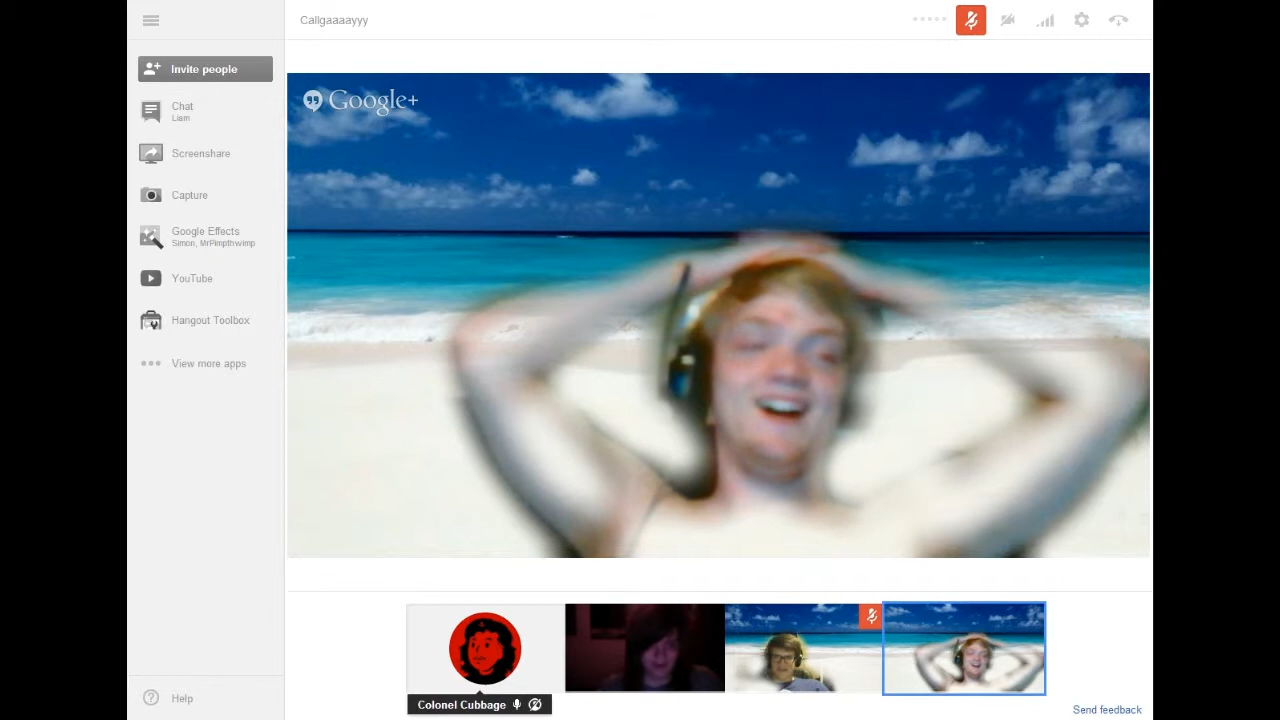 Caligaaaayyy
Invite people
Chat
Liam
Screenshare
Capture
Google Effects
Simon, MrPimpthwimp
YouTube
Hangout Toolbox
View more apps
Help
Google+
Colonel Cubbage
Send feedback